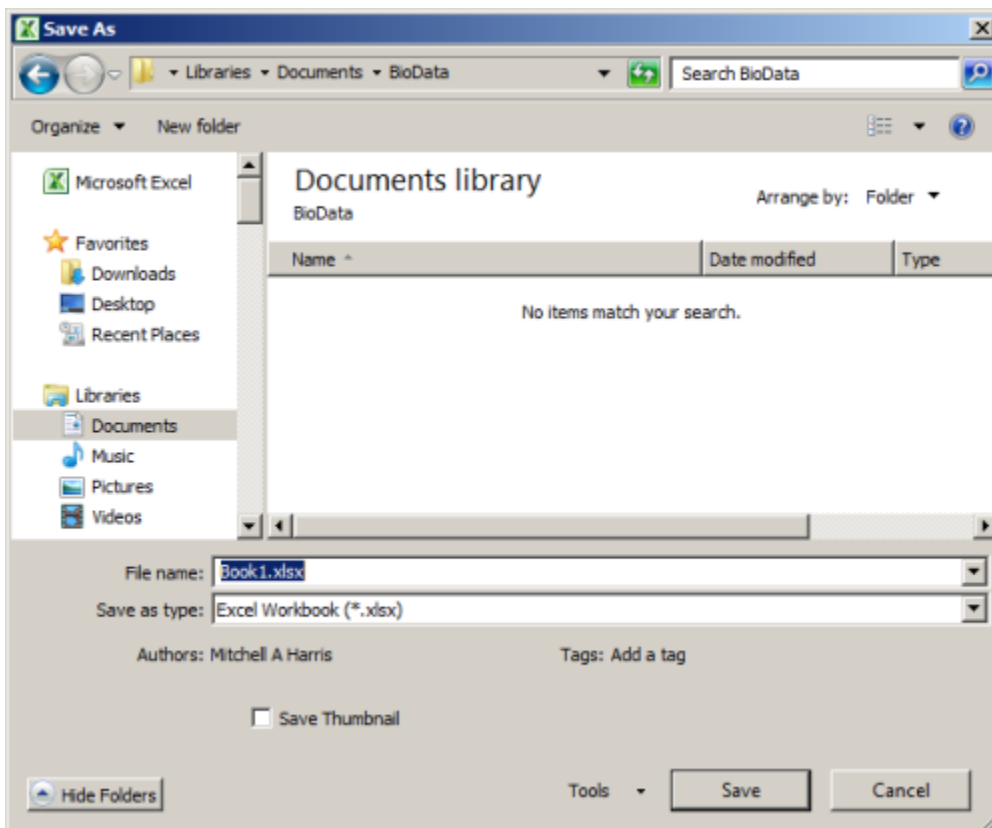 Save As
Libraries Documents BioData
Search BioData
Organize New folder
Microsoft Excel
Favorites
Downloads
Desktop
Recent Places
Libraries
Documents
Music
Pictures
Videos
Documents library
BioData
Arrange by: Folder
Name Date modified Type
No items match your search.
File name: Book1.xlsx
Save as type: Excel Workbook (*.xlsx)
Authors: Mitchell A Harris Tags: Add a tag
Save Thumbnail
Hide Folders Tools Save Cancel